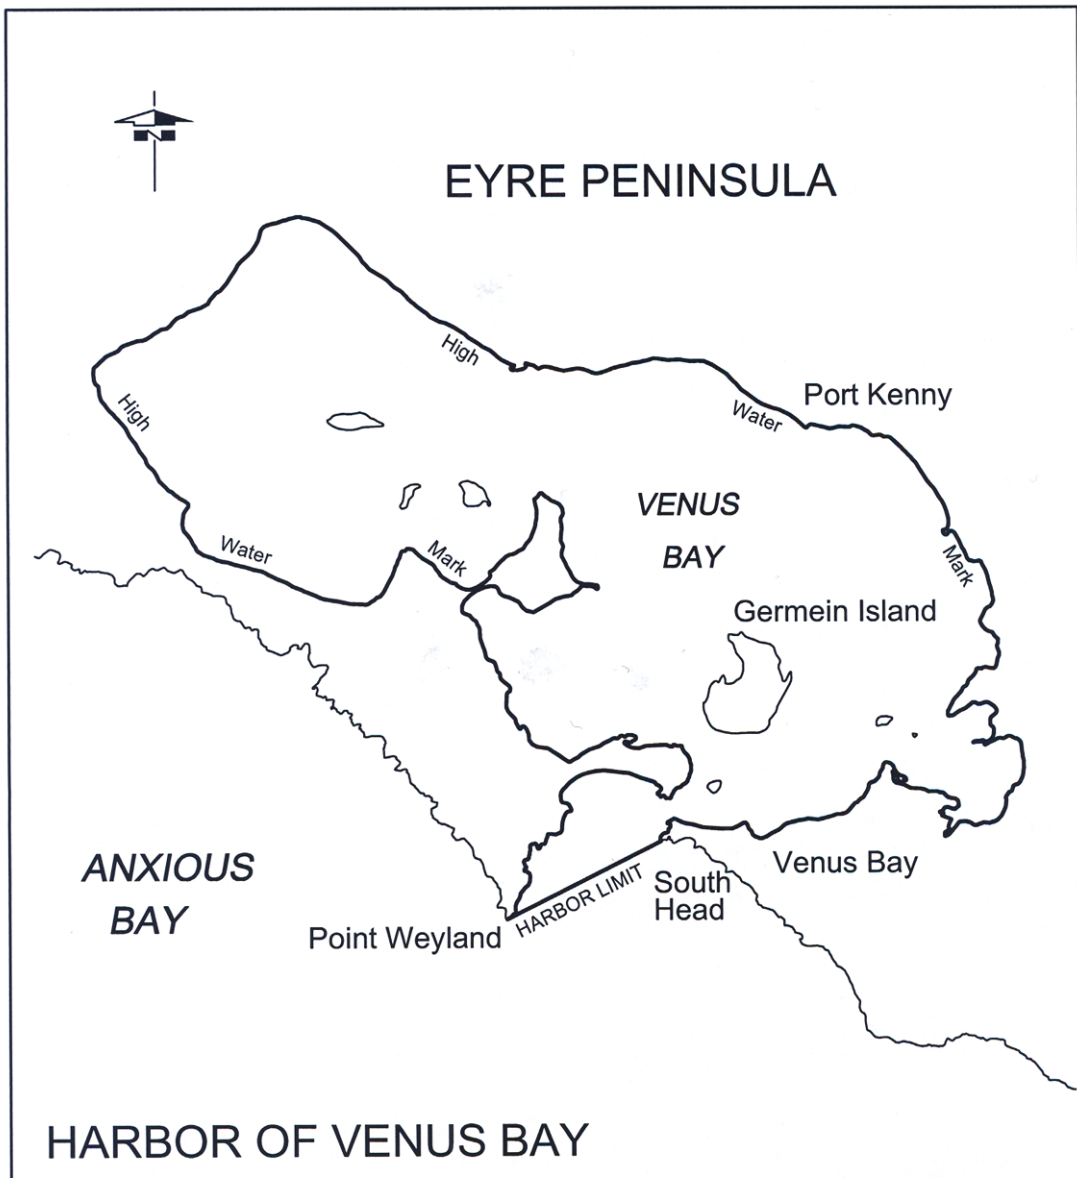 N
EYRE PENINSULA
High
High
Water
Port Kenny
VENUS
BAY
Water
Mark
Mark
Germein Island
ANXIOUS
BAY
Venus Bay
South
Head
HARBOR LIMIT
Point Weyland
HARBOR OF VENUS BAY